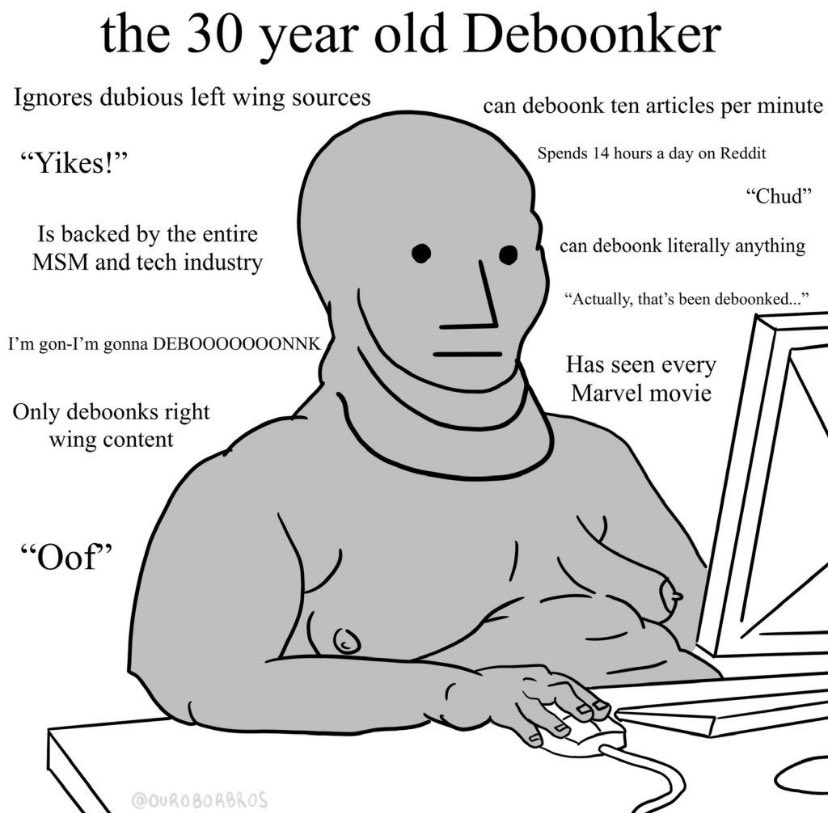 the 30 year old Deboonker
Ignores dubious left wing sources
can deboonk ten articles per minute
“Yikes!”
Spends 14 hours a day on Reddit
“Chud”
Is backed by the entire
MSM and tech industry
can deboonk literally anything
“Actually, that’s been deboonked...”
I’m gon-I’m gonna DEBOOOOOOONNK
Has seen every
Marvel movie
Only deboonks right
wing content
“Oof”
@OUROBORBROS